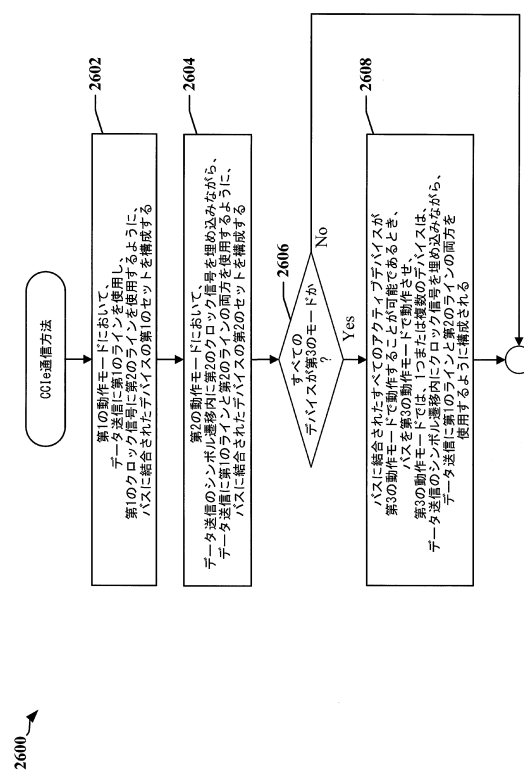 2600
CCIe通信方法
2602
第1の動作モードにおいて、
データ送信に第1のラインを使用し、
第1のクロック信号に第2のラインを使用するように、
バスに結合されたデバイスの第1のセットを構成する
2604
第2の動作モードにおいて、
データ送信のシンボル遷移内に第2のクロック信号を埋め込みながら、
データ送信に第1のラインと第2のラインの両方を使用するように、
バスに結合されたデバイスの第2のセットを構成する
2606
すべての
デバイスが第3のモードか
?
No
Yes
2608
バスに結合されたすべてのアクティブデバイスが
第3の動作モードで動作することが可能であるとき、
バスを第3の動作モードで動作させ、
第3の動作モードでは、1つまたは複数のデバイスは、
データ送信のシンボル遷移内にクロック信号を埋め込みながら、
データ送信に第1のラインと第2のラインの両方を
使用するように構成される